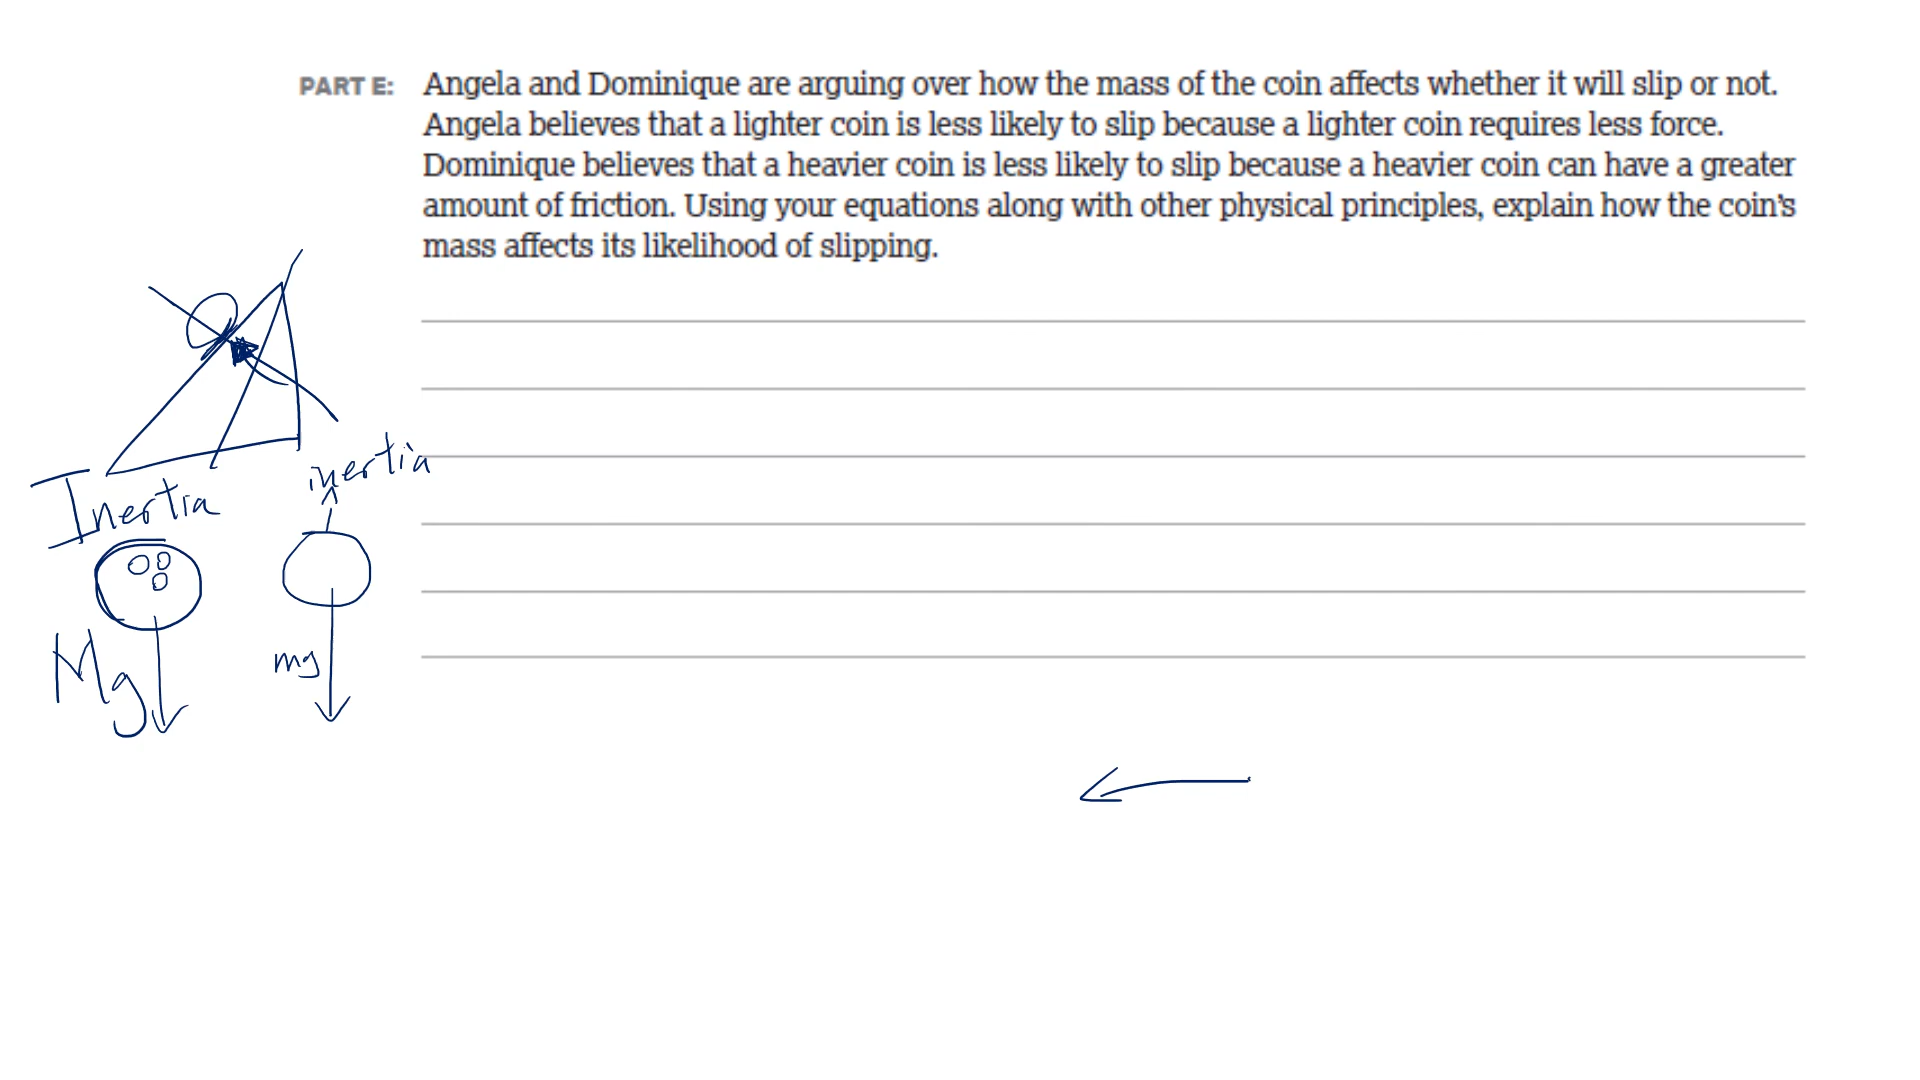 PART E: Angela and Dominique are arguing over how the mass of the coin affects whether it will slip or not.
Angela believes that a lighter coin is less likely to slip because a lighter coin requires less force.
Dominique believes that a heavier coin is less likely to slip because a heavier coin can have a greater
amount of friction. Using your equations along with other physical principles, explain how the coin's
mass affects its likelihood of slipping.
Inertia
inertia
Mg
mg